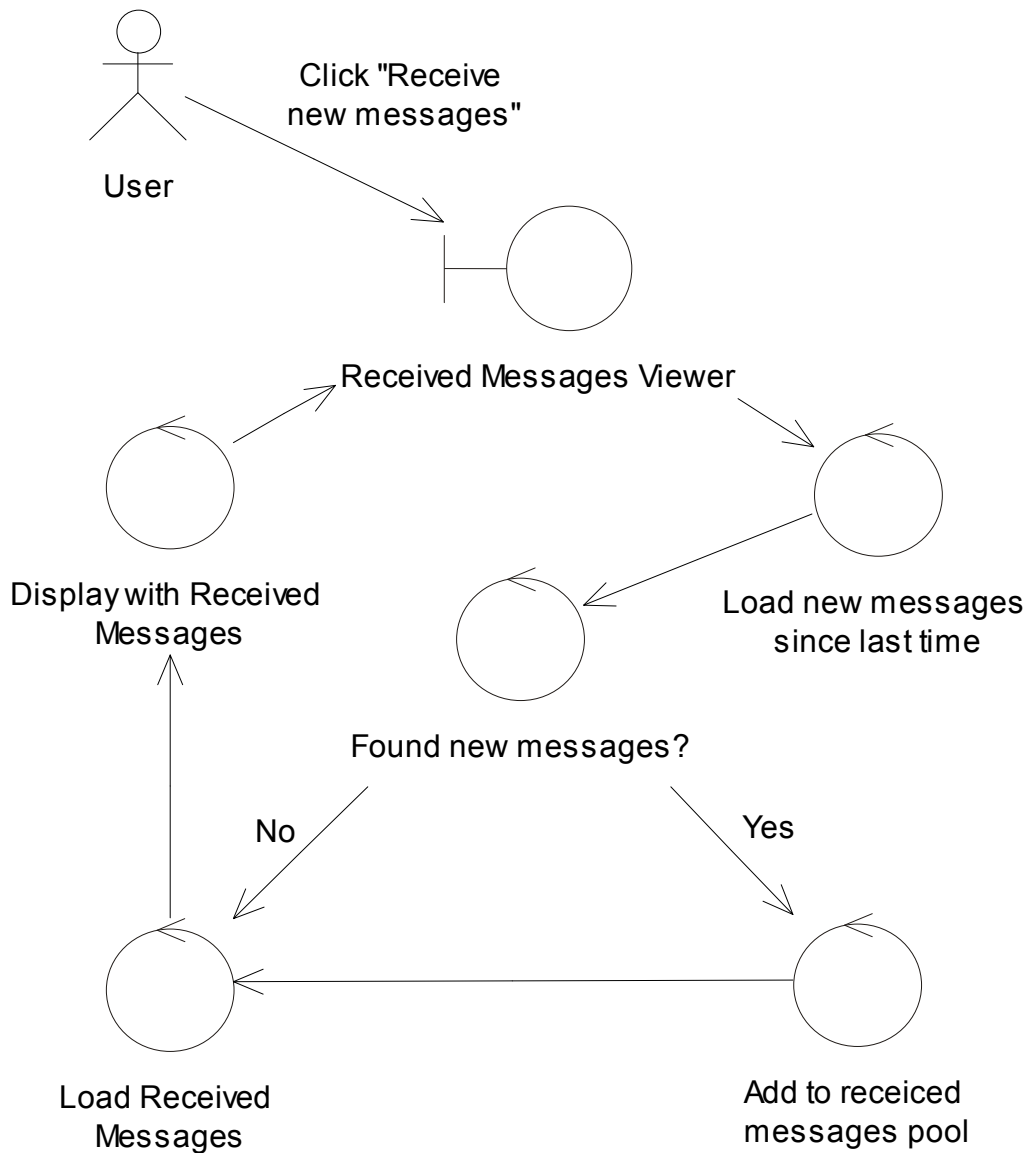 Click "Receive
new messages"
User
Received Messages Viewer
Display with Received
Messages
Load new messages
since last time
Found new messages?
No
Yes
Load Received
Messages
Add to receiced
messages pool